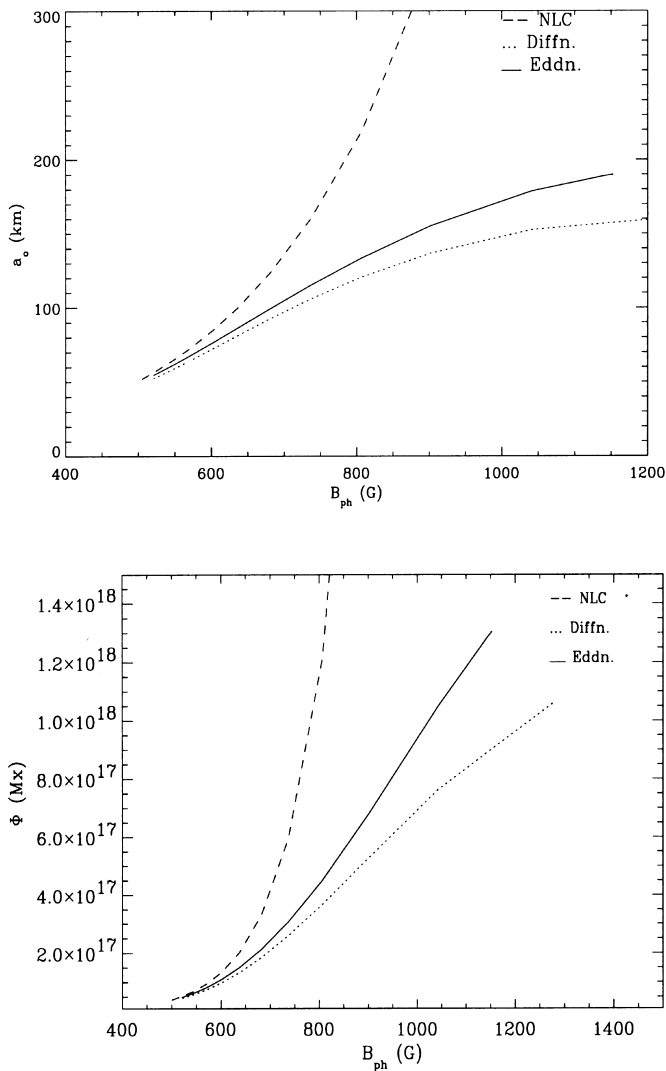 300
200
100
0
a₀ (km)
-- NLC
... Diffn.
— Eddn.
400 600 800 1000 1200
B_ph (G)
1.4×10^18
1.2×10^18
1.0×10^18
8.0×10^17
6.0×10^17
4.0×10^17
2.0×10^17
Φ (Mx)
-- NLC
... Diffn.
— Eddn.
400 600 800 1000 1200 1400
B_ph (G)